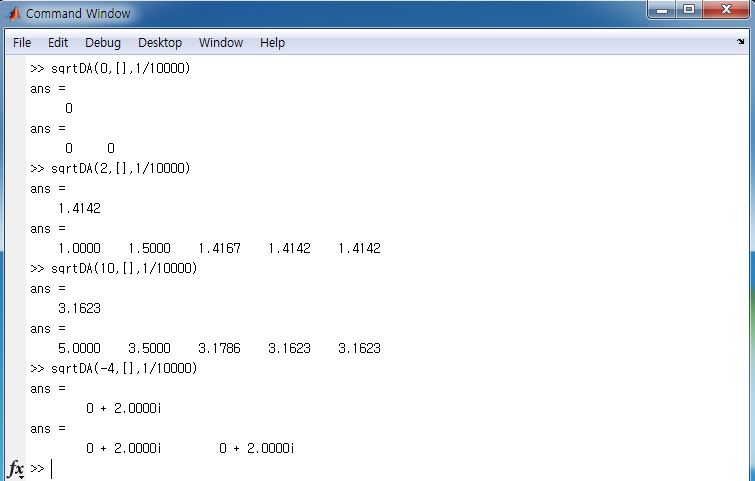 Command Window
File Edit Debug Desktop Window Help
>> sqrtDA(0,[],1/10000)
ans =
0
ans =
0 0
>> sqrtDA(2,[],1/10000)
ans =
1.4142
ans =
1.0000 1.5000 1.4167 1.4142 1.4142
>> sqrtDA(10,[],1/10000)
ans =
3.1623
ans =
5.0000 3.5000 3.1786 3.1623 3.1623
>> sqrtDA(-4,[],1/10000)
ans =
0 + 2.0000i
ans =
0 + 2.0000i 0 + 2.0000i
fx >>